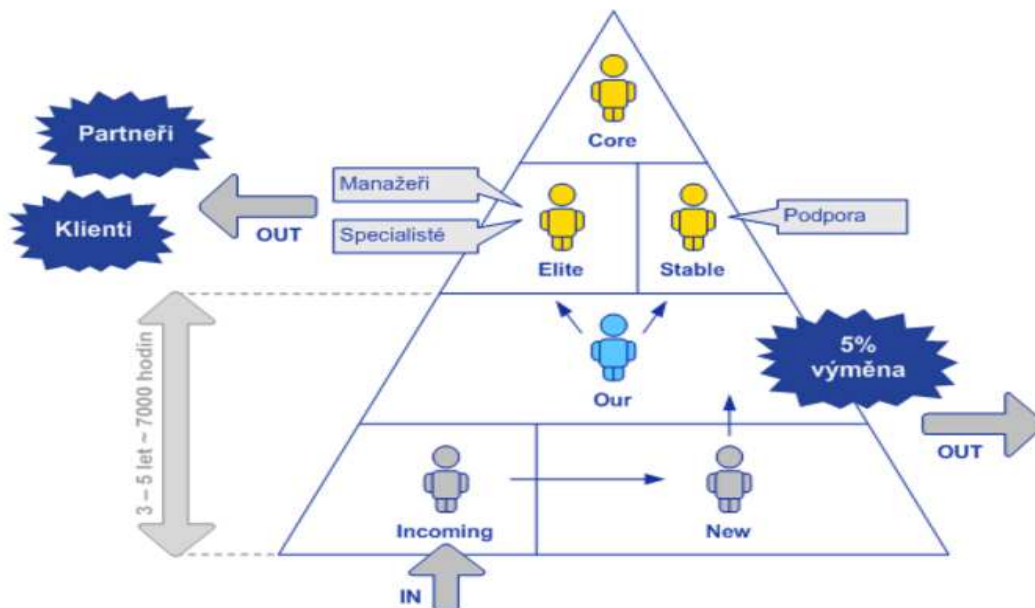 Core
Partneři
Klienti
OUT
Manažeři
Specialisté
Podpora
Elite
Stable
3 – 5 let ~ 7000 hodin
Our
5%
výměna
OUT
Incoming
New
IN